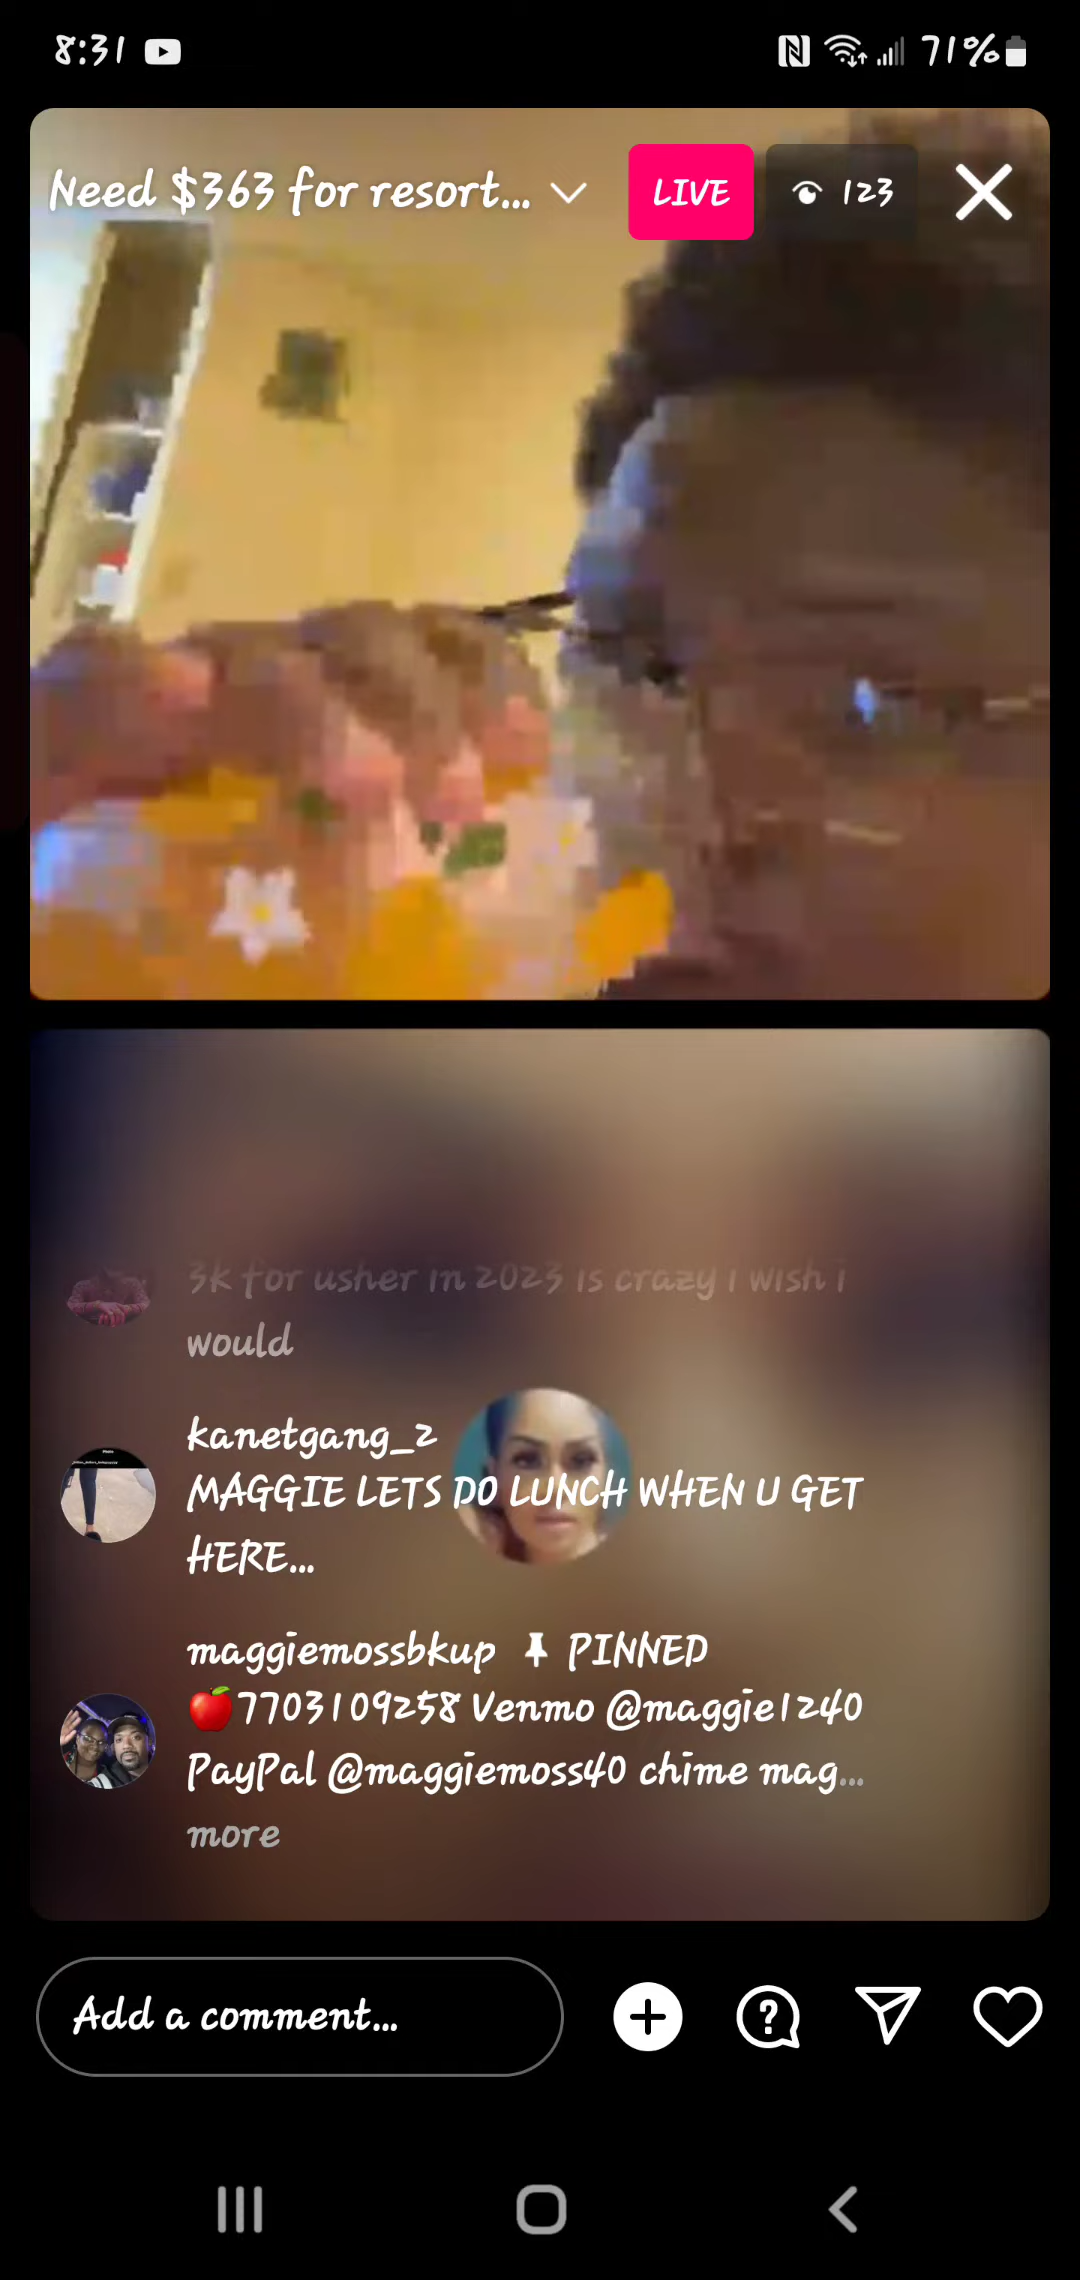 8:31
71%
Need $363 for resort...
LIVE
123
3k for usher in 2023 is crazy i wish i
would
kanetgang_2
MAGGIE LETS DO LUNCH WHEN U GET
HERE...
maggiemossbkup PINNED
🍎7703109258 Venmo @maggie1240
PayPal @maggiemoss40 chime mag...
more
Add a comment...